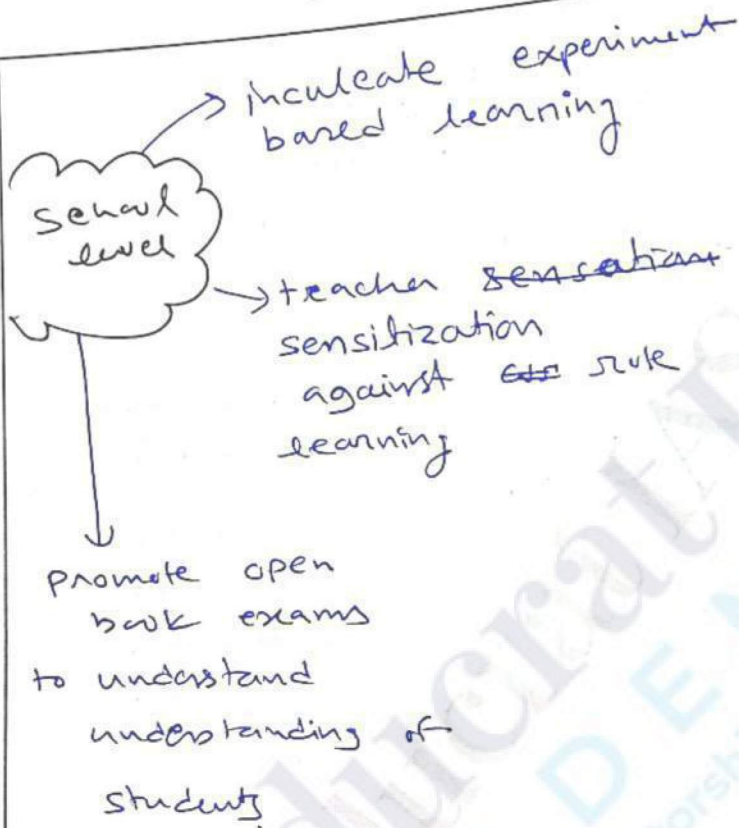 inculcate experiment
based learning
school
level
teacher sensation
sensitization
against rule
learning
promote open
book exams
to understand
understanding of
students